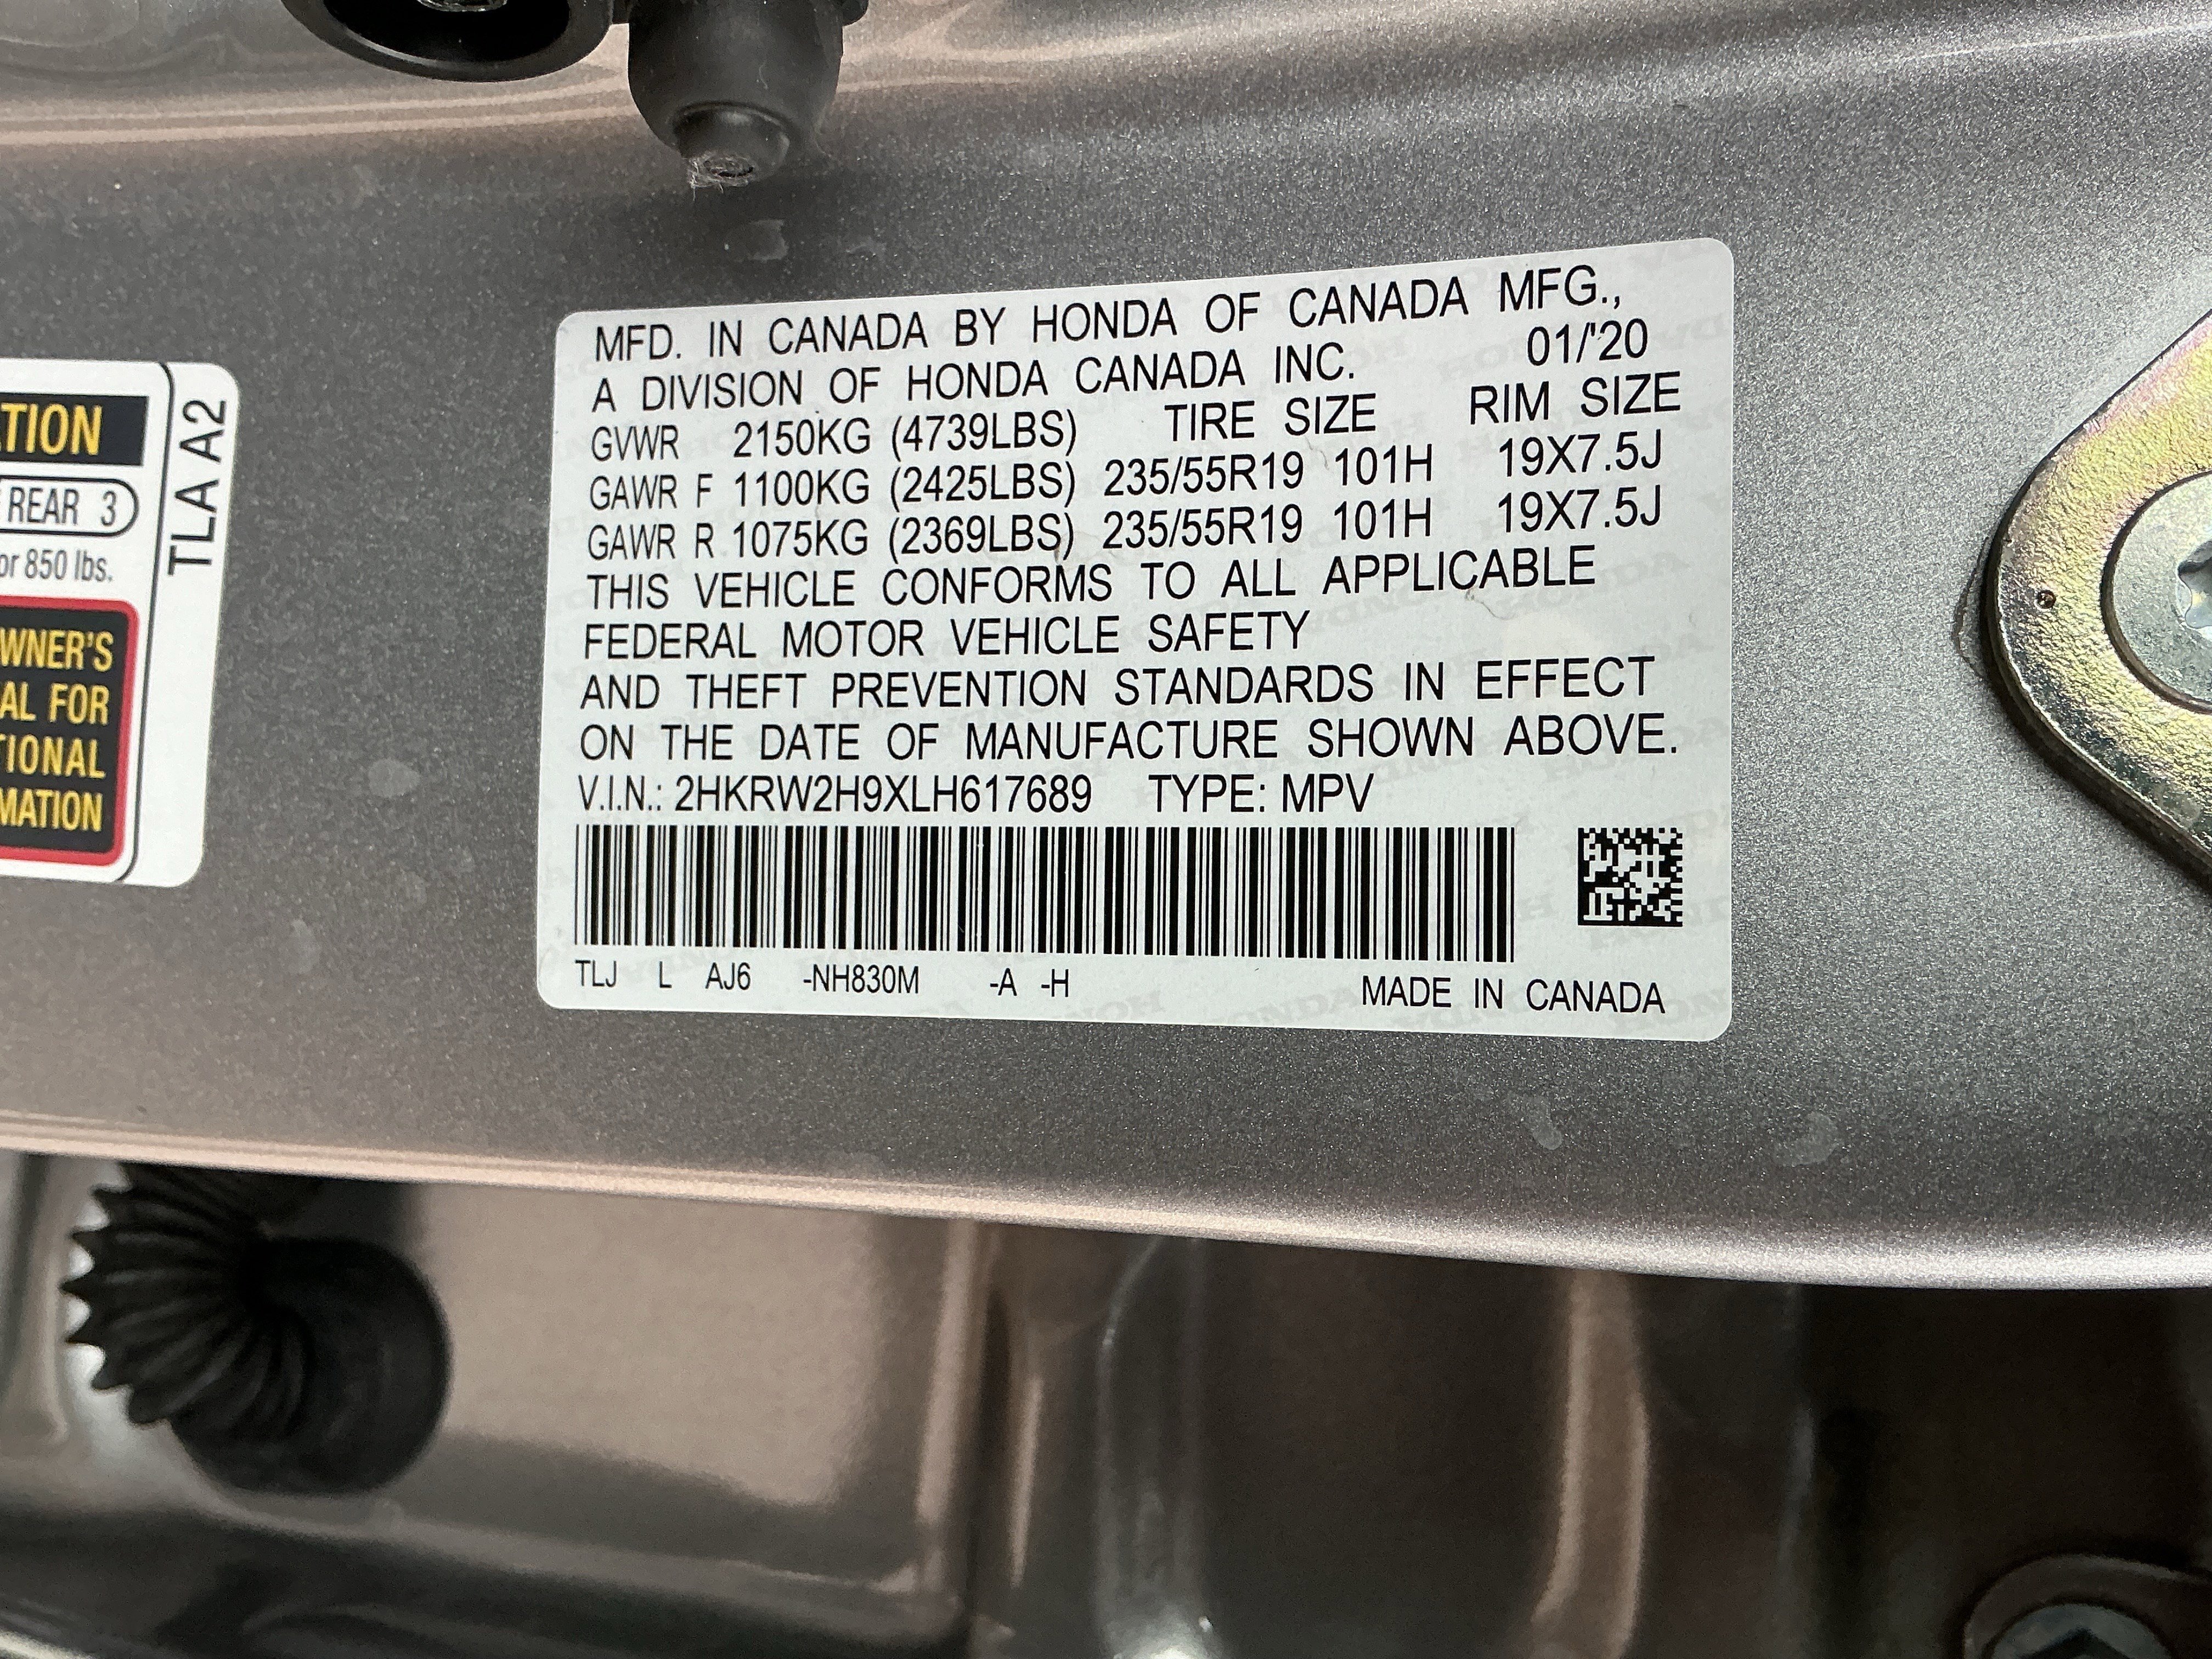 MFD. IN CANADA BY HONDA OF CANADA MFG.,
A DIVISION OF HONDA CANADA INC. 01/'20
GVWR 2150KG (4739LBS) TIRE SIZE RIM SIZE
GAWR F 1100KG (2425LBS) 235/55R19 101H 19X7.5J
GAWR R 1075KG (2369LBS) 235/55R19 101H 19X7.5J
THIS VEHICLE CONFORMS TO ALL APPLICABLE
FEDERAL MOTOR VEHICLE SAFETY
AND THEFT PREVENTION STANDARDS IN EFFECT
ON THE DATE OF MANUFACTURE SHOWN ABOVE.
V.I.N.: 2HKRW2H9XLH617689 TYPE: MPV
TLJ L AJ6 -NH830M -A -H MADE IN CANADA
TION
REAR 3
or 850 lbs.
WNER'S
AL FOR
TIONAL
MATION
TLA A2